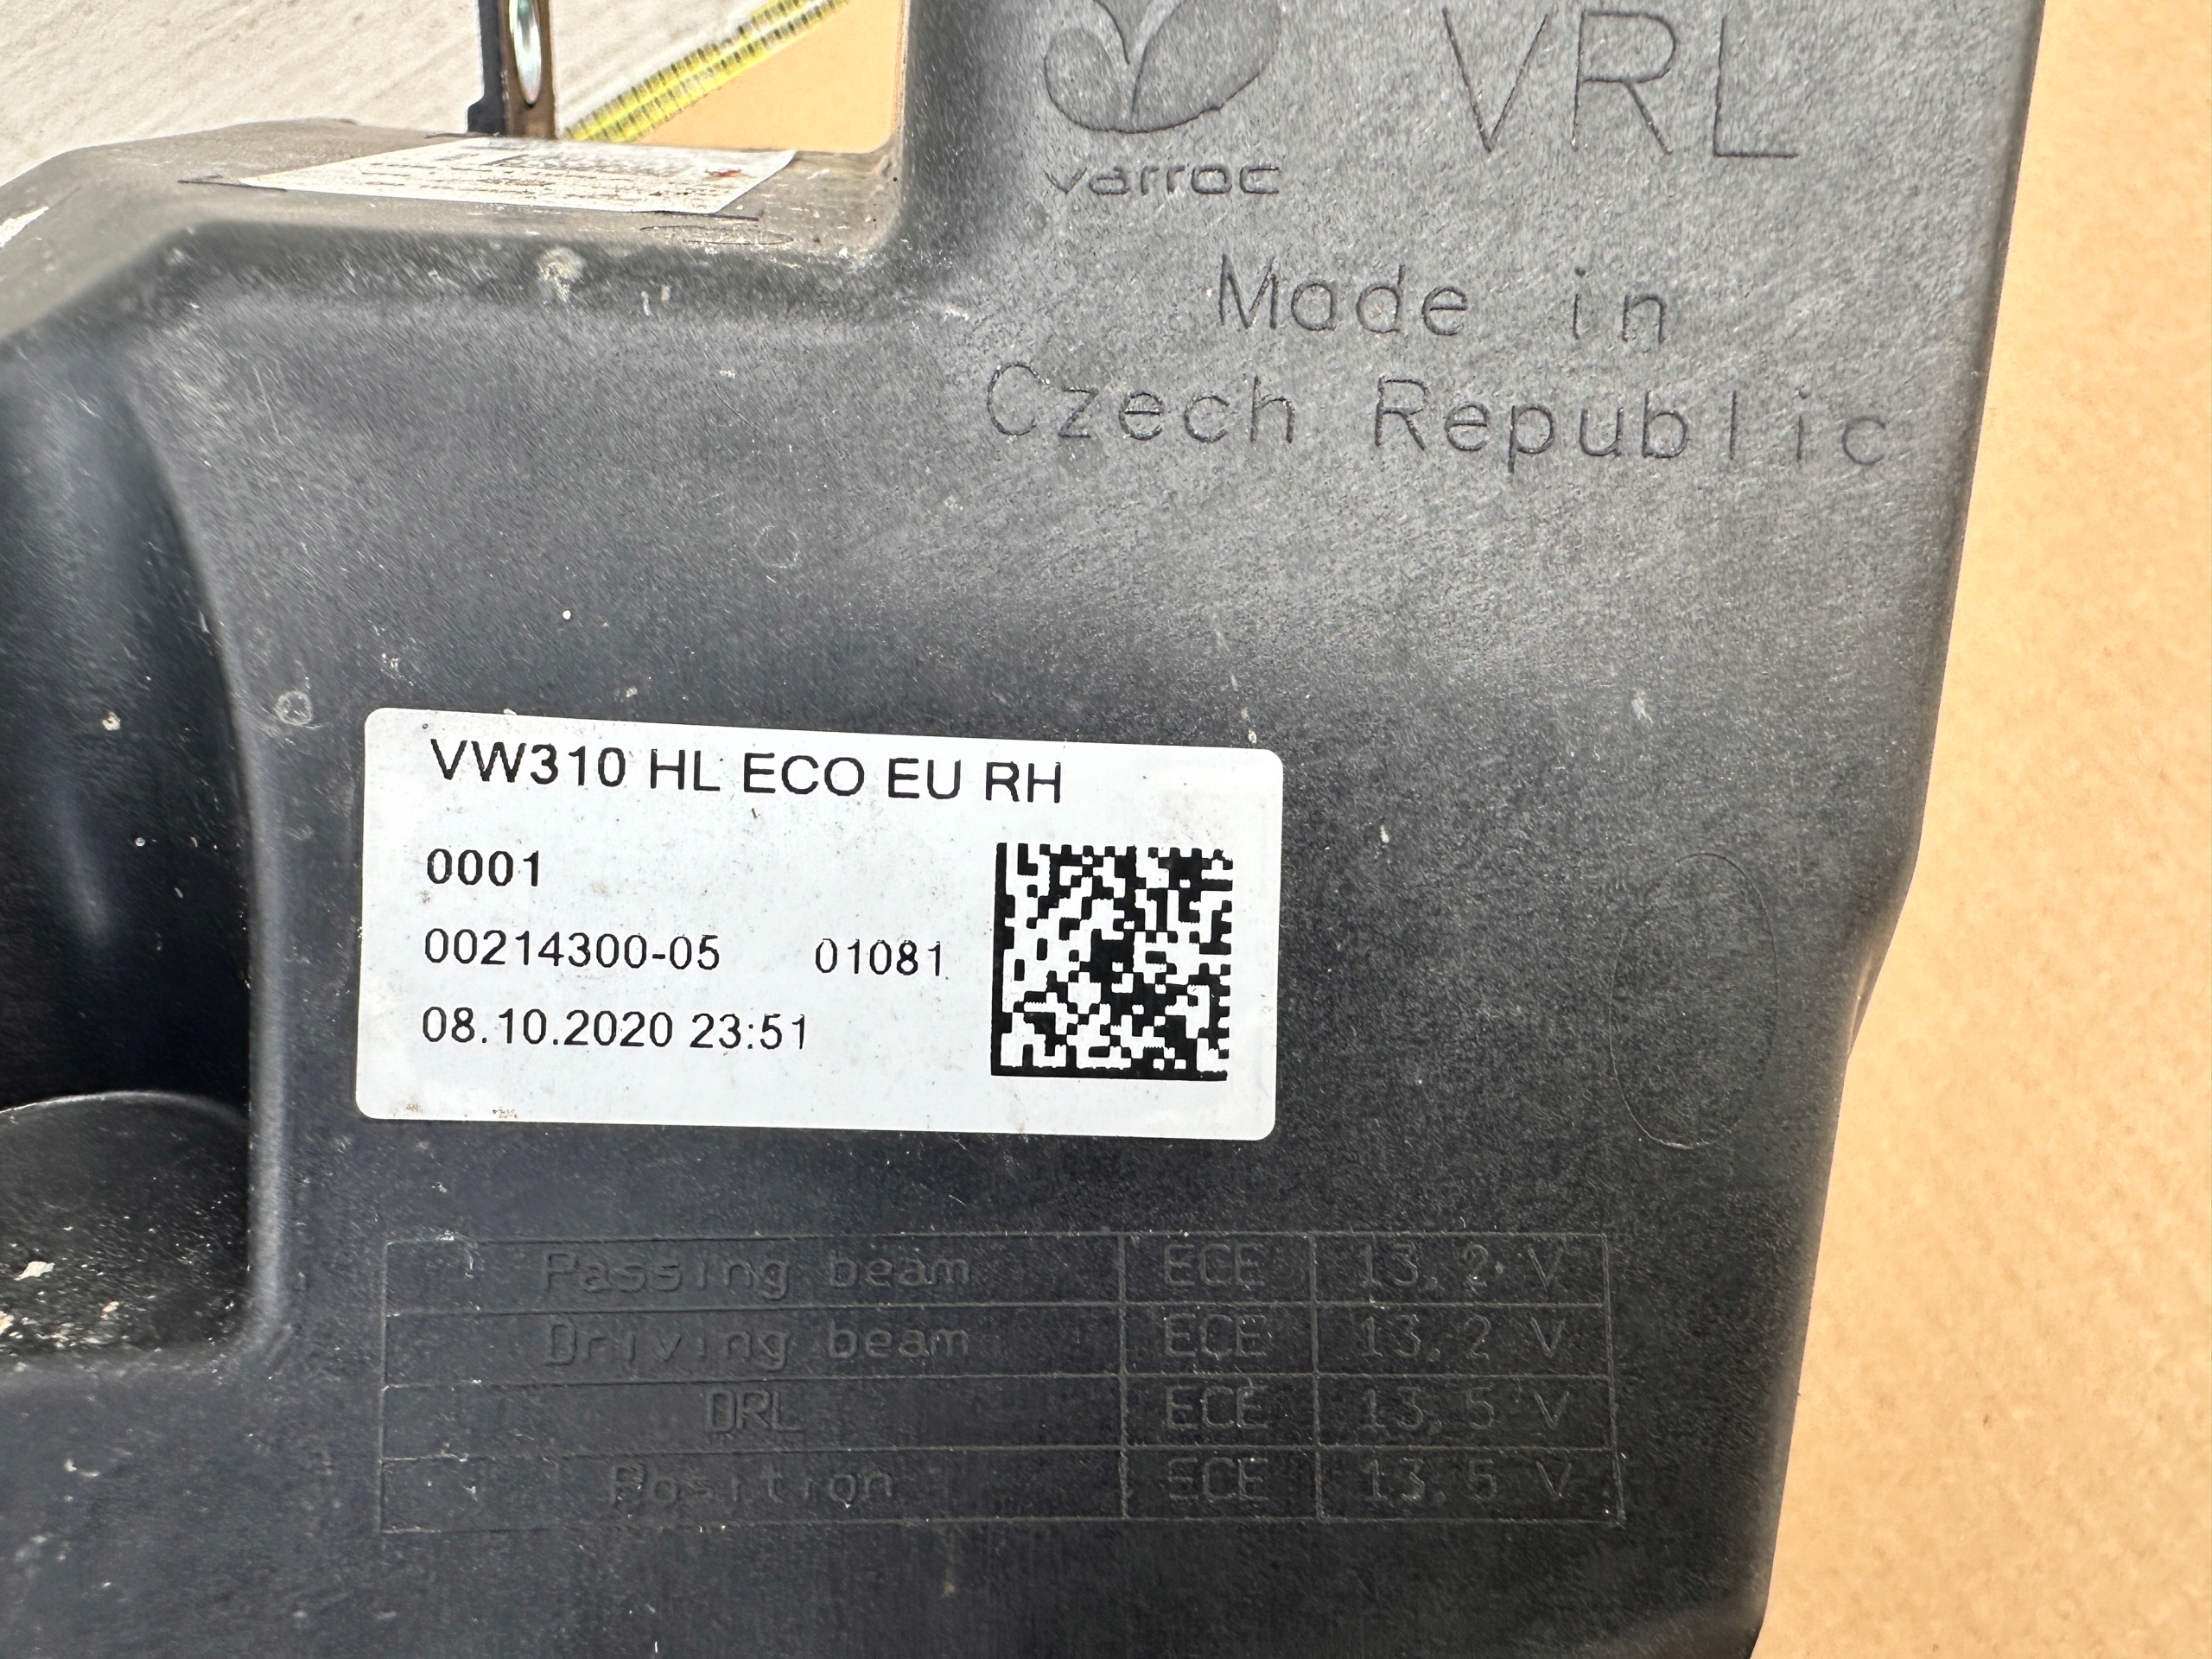 VRL
varroc
Made in
Czech Republic
VW310 HL ECO EU RH
0001
00214300-05 01081
08.10.2020 23:51
Passing beam ECE 13.2 V
Driving beam ECE 13.2 V
DRL ECE 13.5 V
Position ECE 13.5 V